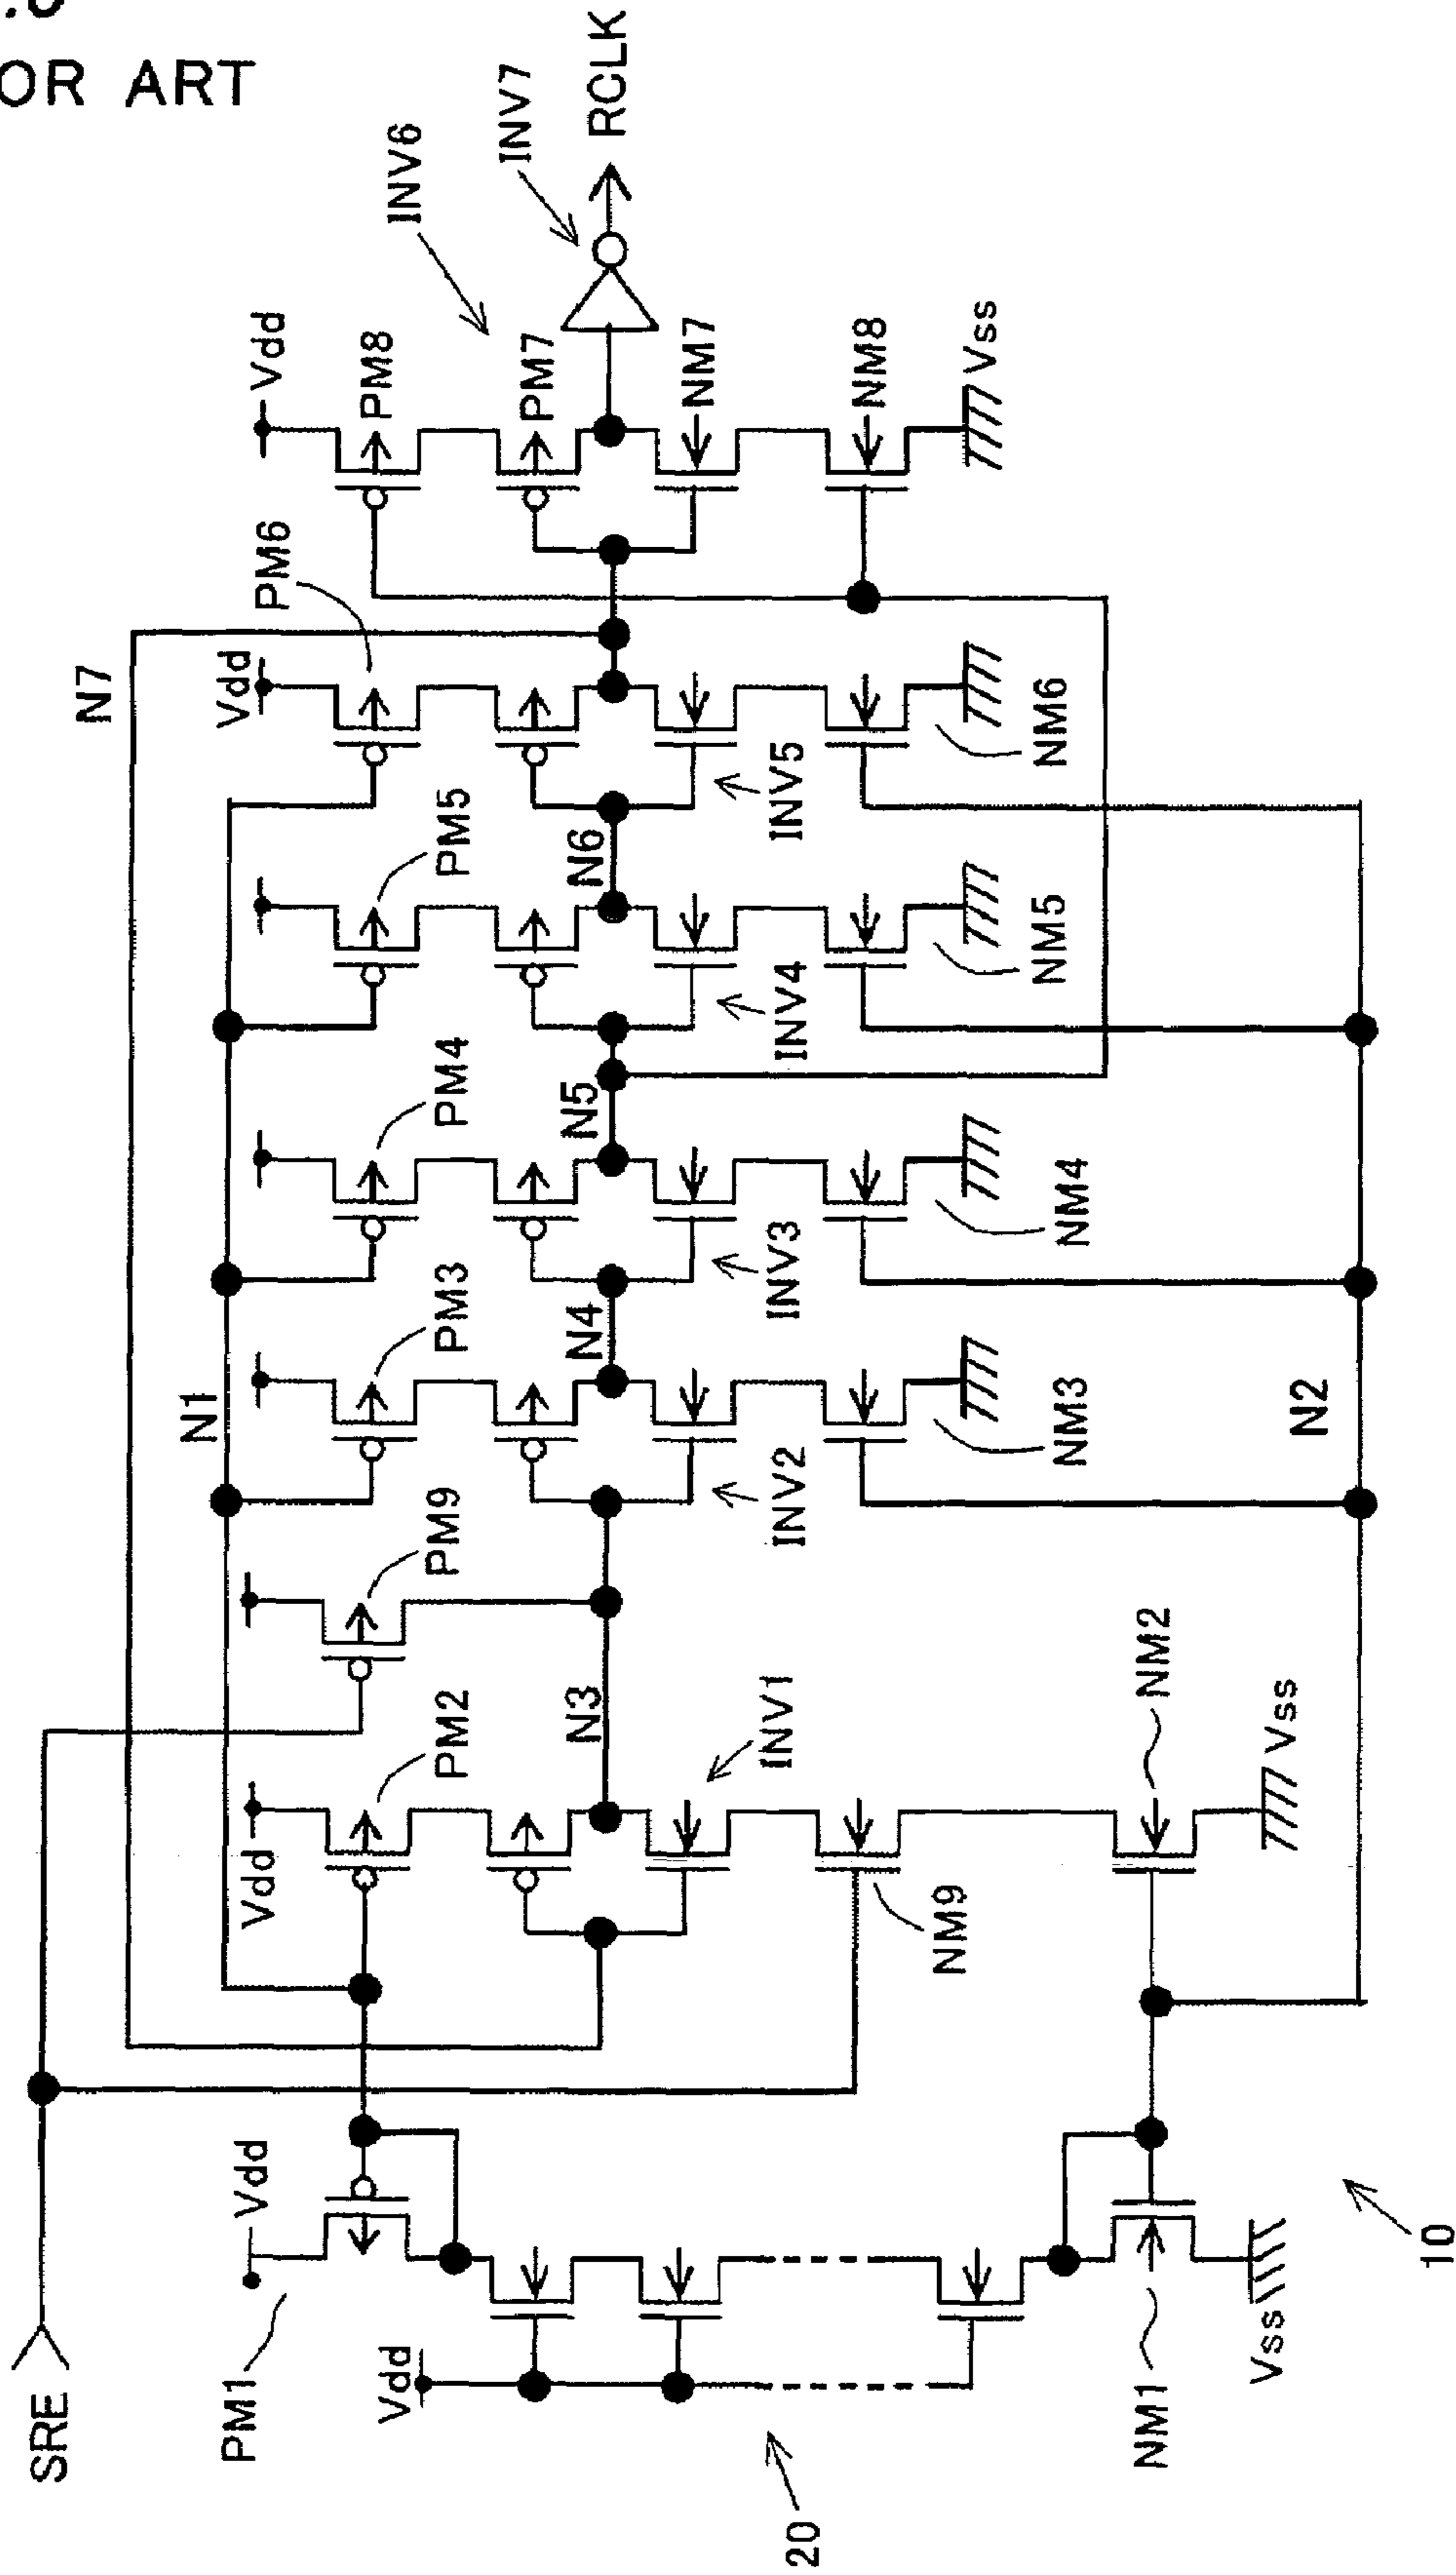 OR ART
SRE
N7
N1
Vdd
PM1
Vdd
PM2
PM9
PM3
PM4
PM5
Vdd
PM6
Vdd
PM8
INV6
PM7
INV7
RCLK
Vdd
N3
N4
N5
N6
INV1
INV2
INV3
INV4
INV5
NM7
NM8
Vss
20
NM9
NM3
NM4
NM5
NM6
NM1
NM2
Vss
Vss
N2
10